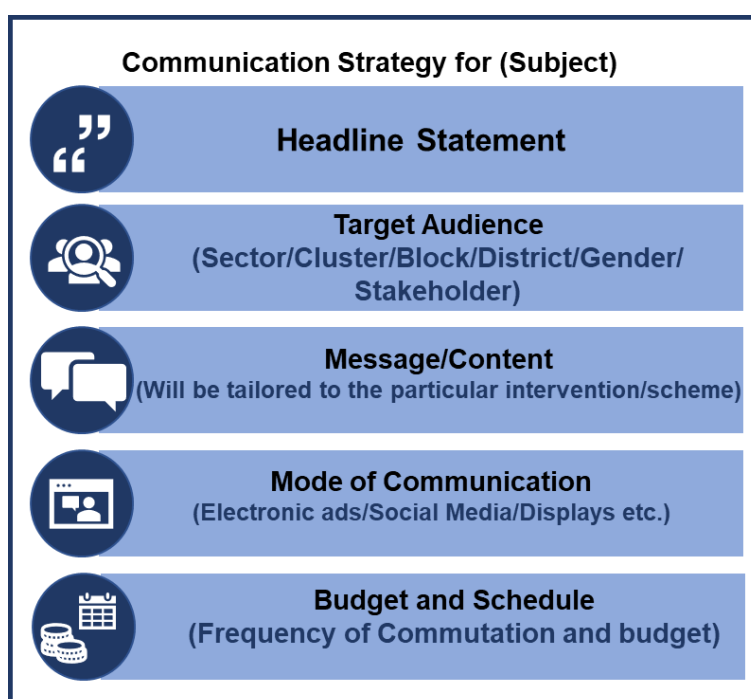 Communication Strategy for (Subject)
Headline Statement
Target Audience
(Sector/Cluster/Block/District/Gender/
Stakeholder)
Message/Content
(Will be tailored to the particular intervention/scheme)
Mode of Communication
(Electronic ads/Social Media/Displays etc.)
Budget and Schedule
(Frequency of Commutation and budget)